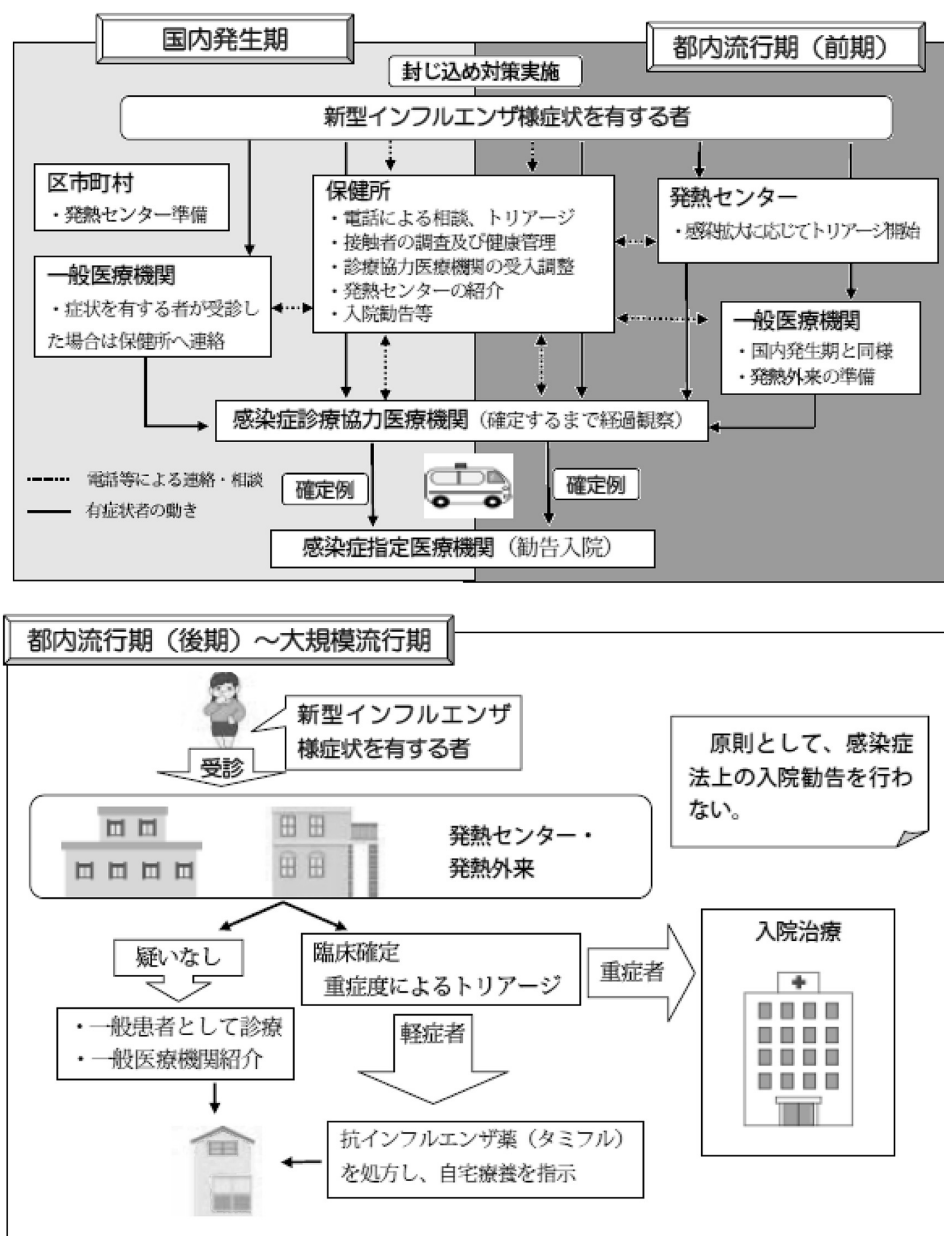 国内発生期
都内流行期（前期）
封じ込め対策実施
新型インフルエンザ様症状を有する者
区市町村
・発熱センター準備
一般医療機関
・症状を有する者が受診し
た場合は保健所へ連絡
保健所
・電話による相談、トリアージ
・接触者の調査及び健康管理
・診療協力医療機関の受入調整
・発熱センターの紹介
・入院勧告等
発熱センター
・感染拡大に応じてトリアージ開始
一般医療機関
・国内発生期と同様
・発熱外来の準備
感染症診療協力医療機関（確定するまで経過観察）
電話等による連絡・相談
有症状者の動き
確定例
確定例
感染症指定医療機関（勧告入院）
都内流行期（後期）～大規模流行期
新型インフルエンザ
様症状を有する者
受診
原則として、感染症
法上の入院勧告を行わ
ない。
発熱センター・
発熱外来
疑いなし
臨床確定
重症度によるトリアージ
重症者
入院治療
・一般患者として診療
・一般医療機関紹介
軽症者
抗インフルエンザ薬（タミフル）
を処方し、自宅療養を指示